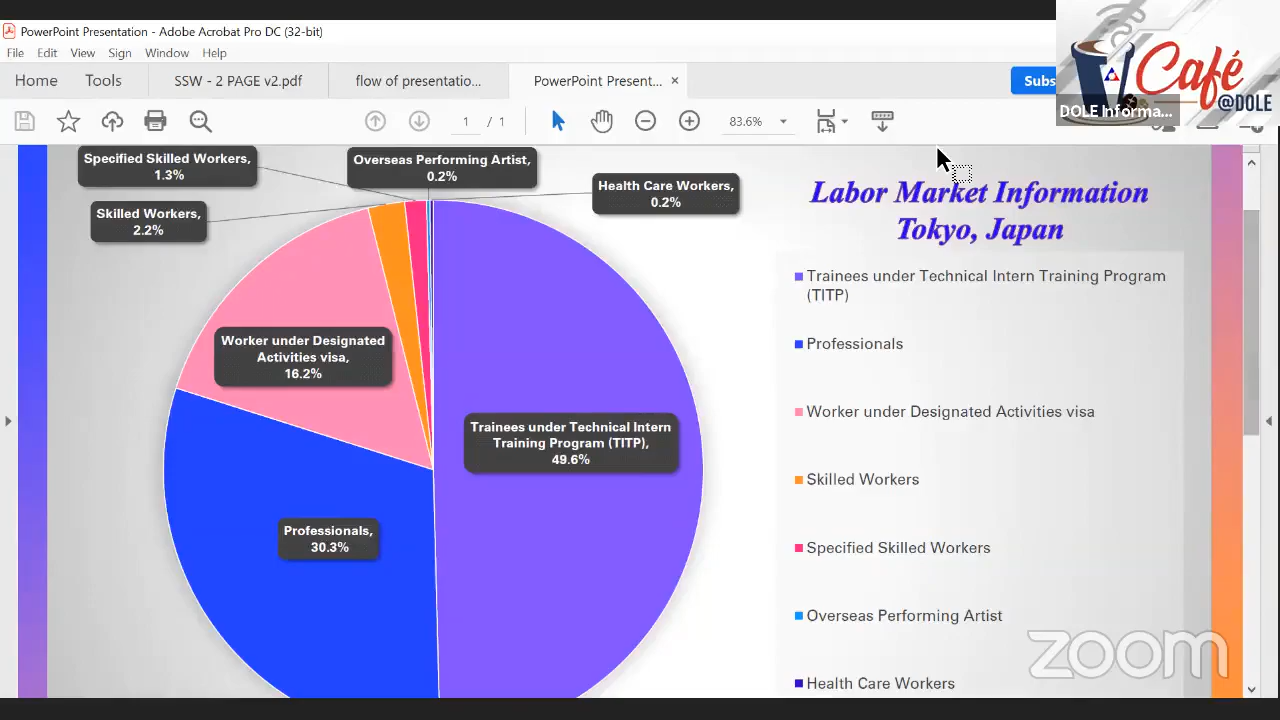 PowerPoint Presentation - Adobe Acrobat Pro DC (32-bit)
File Edit View Window Sign Help
Home Tools SSW - 2 PAGE v2.pdf flow of presentatio... PowerPoint Present... ×
Subs
Café
@DOLE
DOLE Informa...
1 / 1 83.6%
Specified Skilled Workers,
1.3%
Overseas Performing Artist,
0.2%
Health Care Workers,
0.2%
Skilled Workers,
2.2%
Worker under Designated
Activities visa,
16.2%
Trainees under Technical Intern
Training Program (TITP),
49.6%
Professionals,
30.3%
Labor Market Information
Tokyo, Japan
Trainees under Technical Intern Training Program
(TITP)
Professionals
Worker under Designated Activities visa
Skilled Workers
Specified Skilled Workers
Overseas Performing Artist
Health Care Workers
zoom